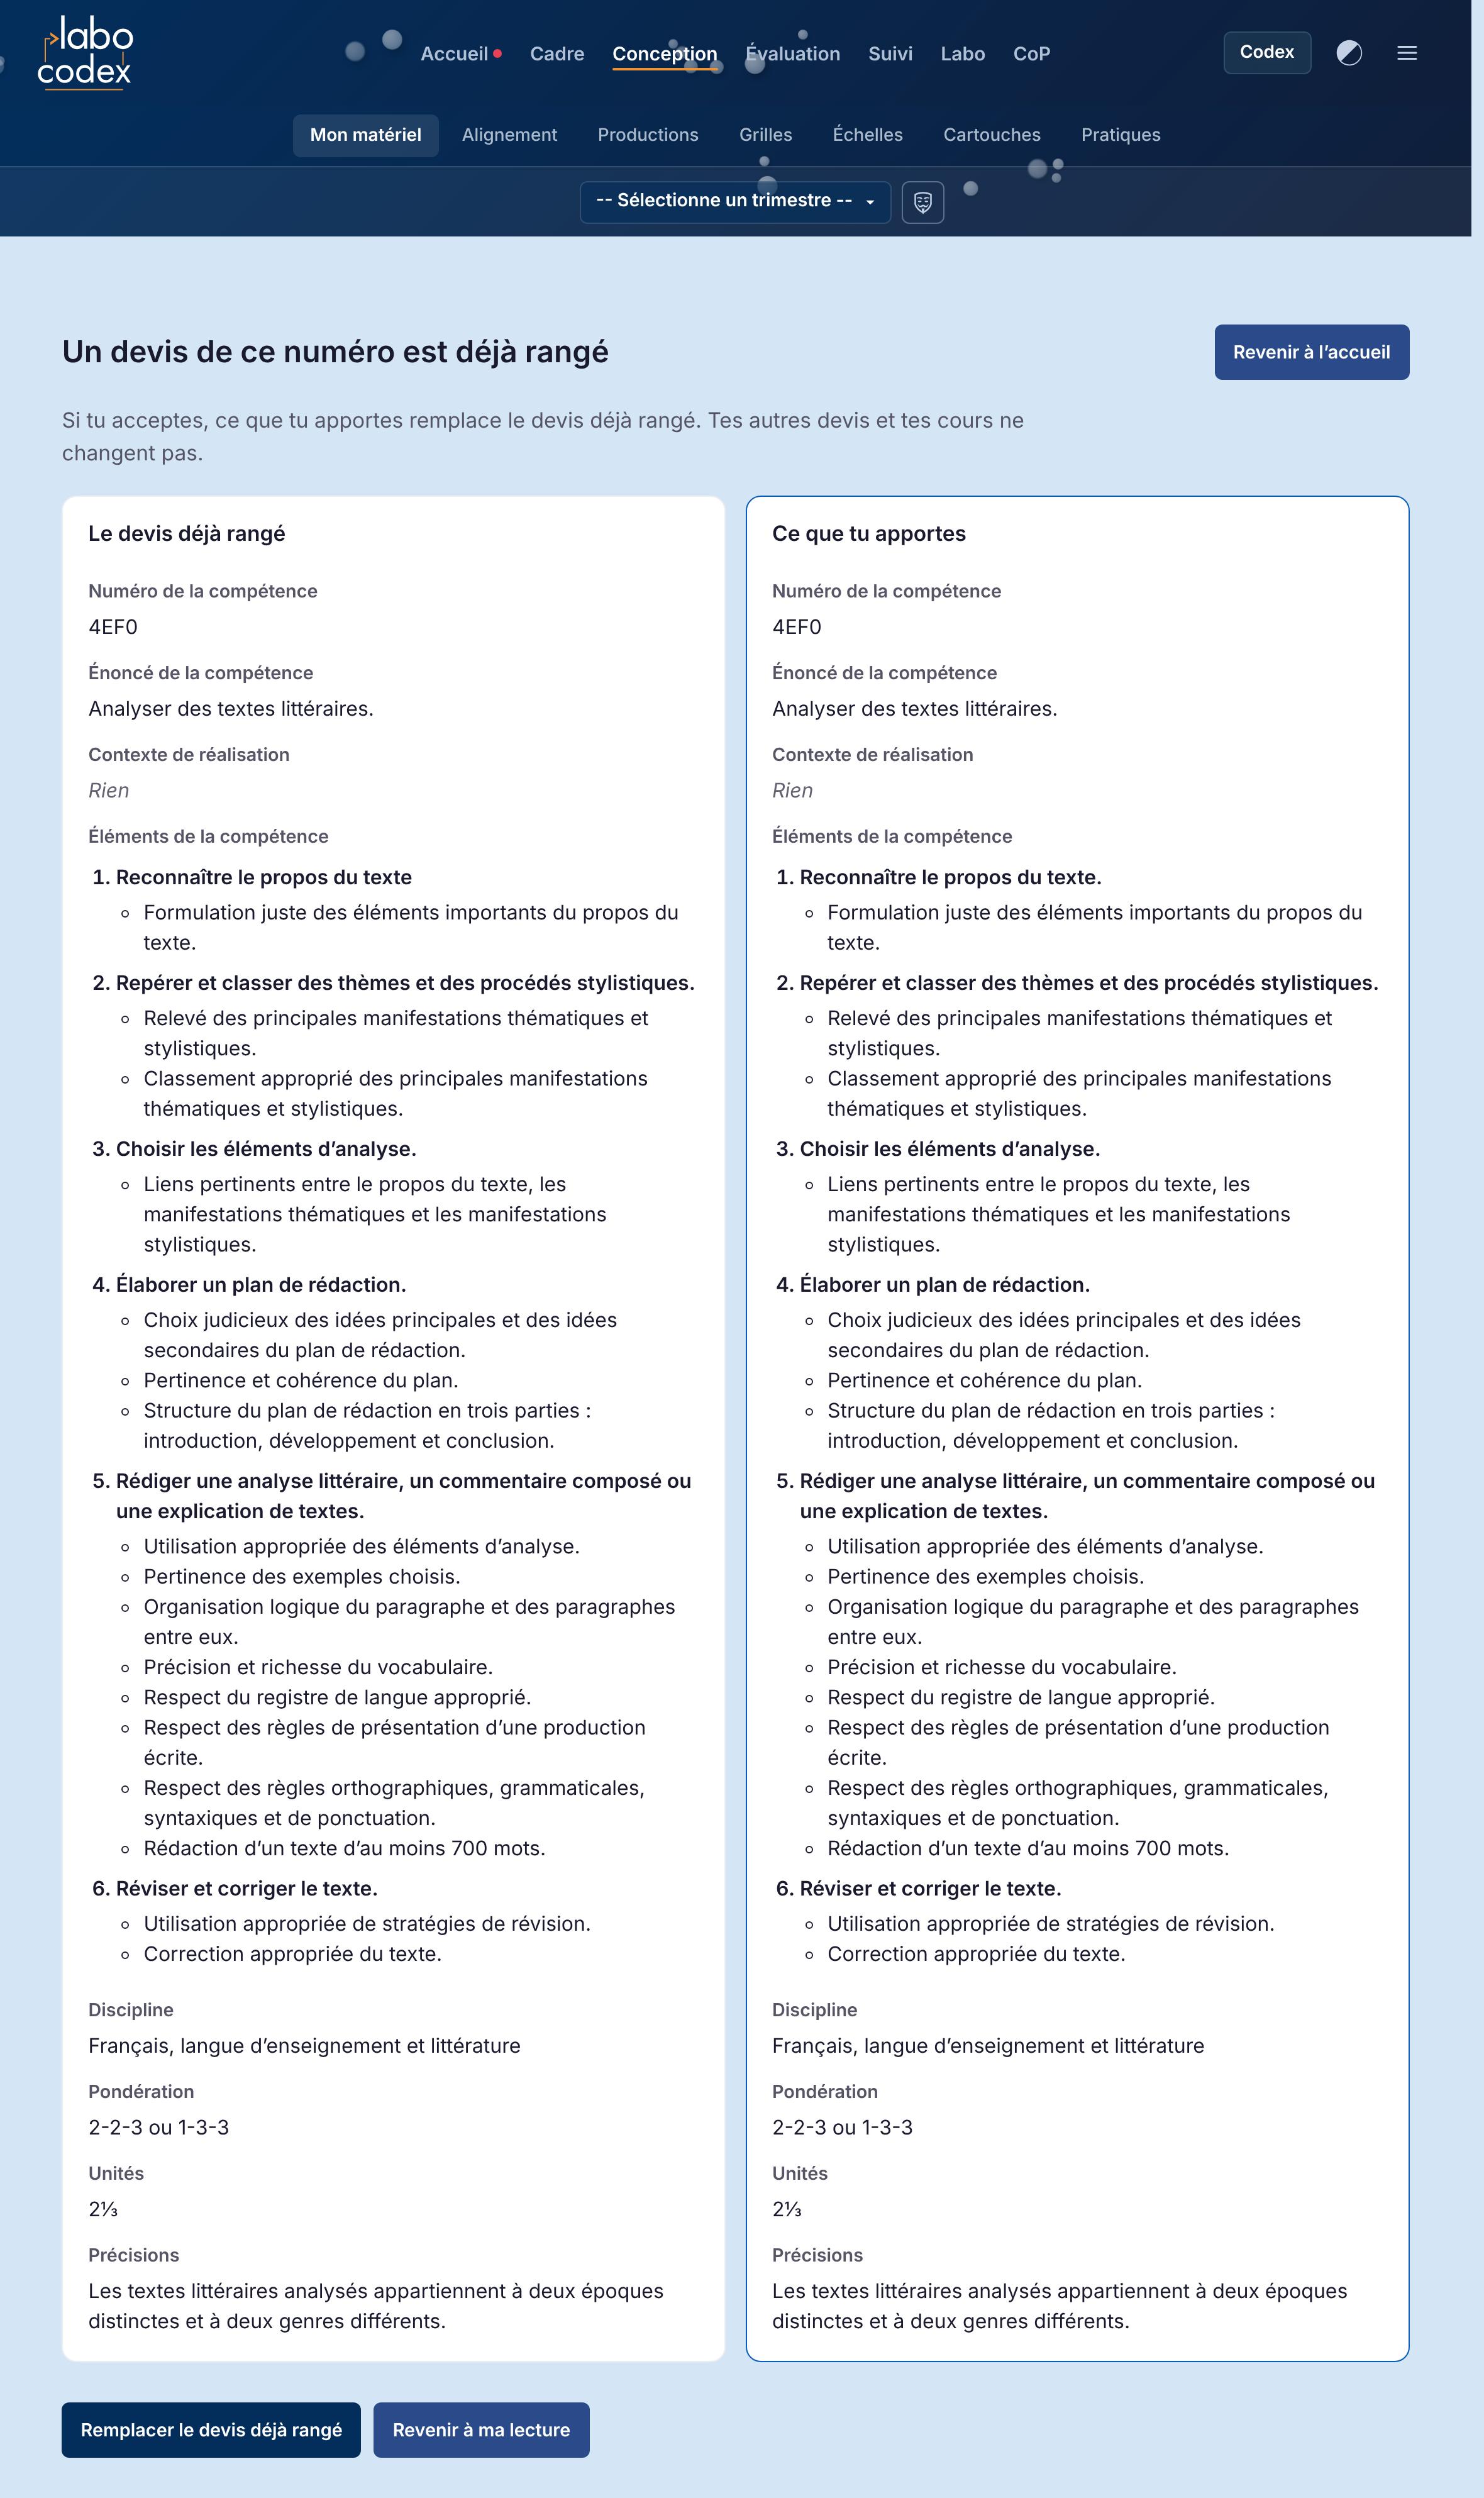 labo
codex
Accueil
Cadre
Conception
Évaluation
Suivi
Labo
CoP
Codex
Mon matériel
Alignement
Productions
Grilles
Échelles
Cartouches
Pratiques
-- Sélectionne un trimestre --
Un devis de ce numéro est déjà rangé
Revenir à l’accueil
Si tu acceptes, ce que tu apportes remplace le devis déjà rangé. Tes autres devis et tes cours ne
changent pas.
Le devis déjà rangé
Numéro de la compétence
4EF0
Énoncé de la compétence
Analyser des textes littéraires.
Contexte de réalisation
Rien
Éléments de la compétence
1. Reconnaître le propos du texte
Formulation juste des éléments importants du propos du
texte.
2. Repérer et classer des thèmes et des procédés stylistiques.
Relevé des principales manifestations thématiques et
stylistiques.
Classement approprié des principales manifestations
thématiques et stylistiques.
3. Choisir les éléments d’analyse.
Liens pertinents entre le propos du texte, les
manifestations thématiques et les manifestations
stylistiques.
4. Élaborer un plan de rédaction.
Choix judicieux des idées principales et des idées
secondaires du plan de rédaction.
Pertinence et cohérence du plan.
Structure du plan de rédaction en trois parties :
introduction, développement et conclusion.
5. Rédiger une analyse littéraire, un commentaire composé ou
une explication de textes.
Utilisation appropriée des éléments d’analyse.
Pertinence des exemples choisis.
Organisation logique du paragraphe et des paragraphes
entre eux.
Précision et richesse du vocabulaire.
Respect du registre de langue approprié.
Respect des règles de présentation d’une production
écrite.
Respect des règles orthographiques, grammaticales,
syntaxiques et de ponctuation.
Rédaction d’un texte d’au moins 700 mots.
6. Réviser et corriger le texte.
Utilisation appropriée de stratégies de révision.
Correction appropriée du texte.
Discipline
Français, langue d’enseignement et littérature
Pondération
2-2-3 ou 1-3-3
Unités
2⅓
Précisions
Les textes littéraires analysés appartiennent à deux époques
distinctes et à deux genres différents.
Ce que tu apportes
Numéro de la compétence
4EF0
Énoncé de la compétence
Analyser des textes littéraires.
Contexte de réalisation
Rien
Éléments de la compétence
1. Reconnaître le propos du texte.
Formulation juste des éléments importants du propos du
texte.
2. Repérer et classer des thèmes et des procédés stylistiques.
Relevé des principales manifestations thématiques et
stylistiques.
Classement approprié des principales manifestations
thématiques et stylistiques.
3. Choisir les éléments d’analyse.
Liens pertinents entre le propos du texte, les
manifestations thématiques et les manifestations
stylistiques.
4. Élaborer un plan de rédaction.
Choix judicieux des idées principales et des idées
secondaires du plan de rédaction.
Pertinence et cohérence du plan.
Structure du plan de rédaction en trois parties :
introduction, développement et conclusion.
5. Rédiger une analyse littéraire, un commentaire composé ou
une explication de textes.
Utilisation appropriée des éléments d’analyse.
Pertinence des exemples choisis.
Organisation logique du paragraphe et des paragraphes
entre eux.
Précision et richesse du vocabulaire.
Respect du registre de langue approprié.
Respect des règles de présentation d’une production
écrite.
Respect des règles orthographiques, grammaticales,
syntaxiques et de ponctuation.
Rédaction d’un texte d’au moins 700 mots.
6. Réviser et corriger le texte.
Utilisation appropriée de stratégies de révision.
Correction appropriée du texte.
Discipline
Français, langue d’enseignement et littérature
Pondération
2-2-3 ou 1-3-3
Unités
2⅓
Précisions
Les textes littéraires analysés appartiennent à deux époques
distinctes et à deux genres différents.
Remplacer le devis déjà rangé
Revenir à ma lecture